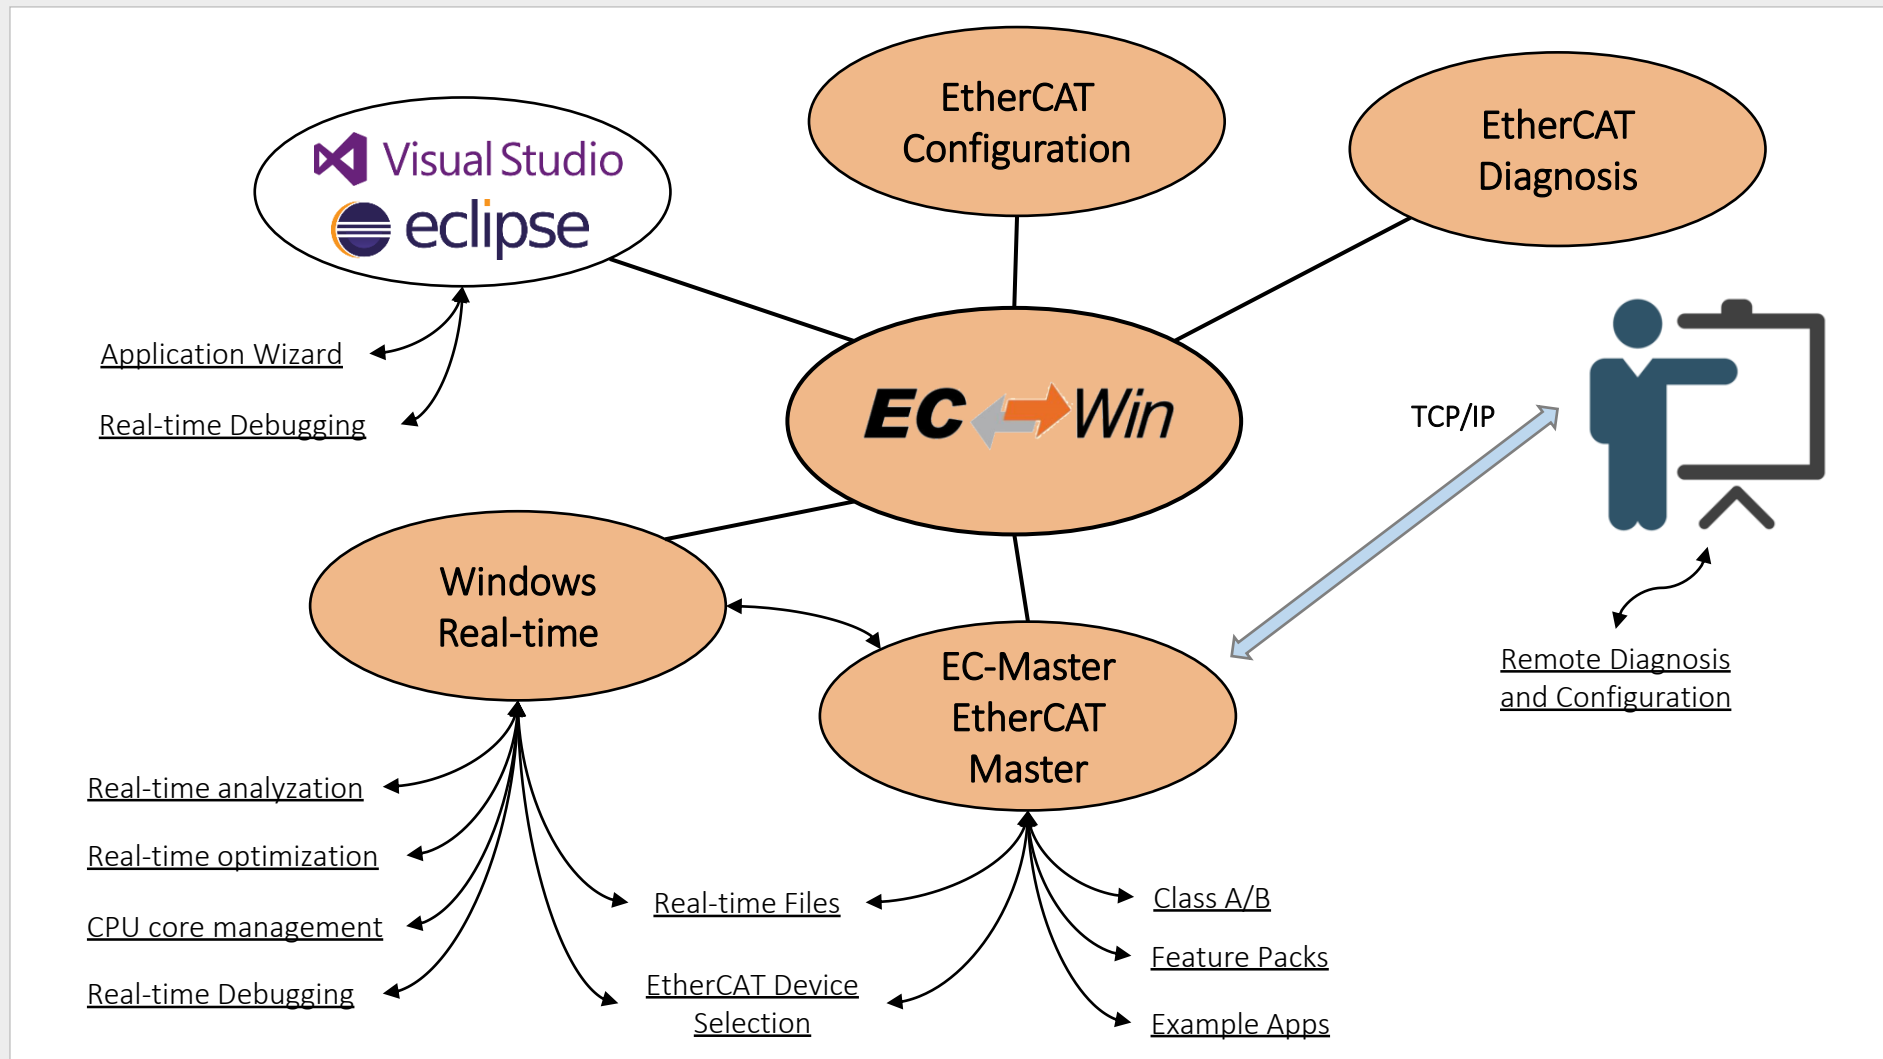 EtherCAT
Configuration
EtherCAT
Diagnosis
Visual Studio
eclipse
Application Wizard
Real-time Debugging
EC Win
TCP/IP
Windows
Real-time
EC-Master
EtherCAT
Master
Remote Diagnosis
and Configuration
Real-time analyzation
Real-time optimization
CPU core management
Real-time Debugging
Real-time Files
EtherCAT Device
Selection
Class A/B
Feature Packs
Example Apps